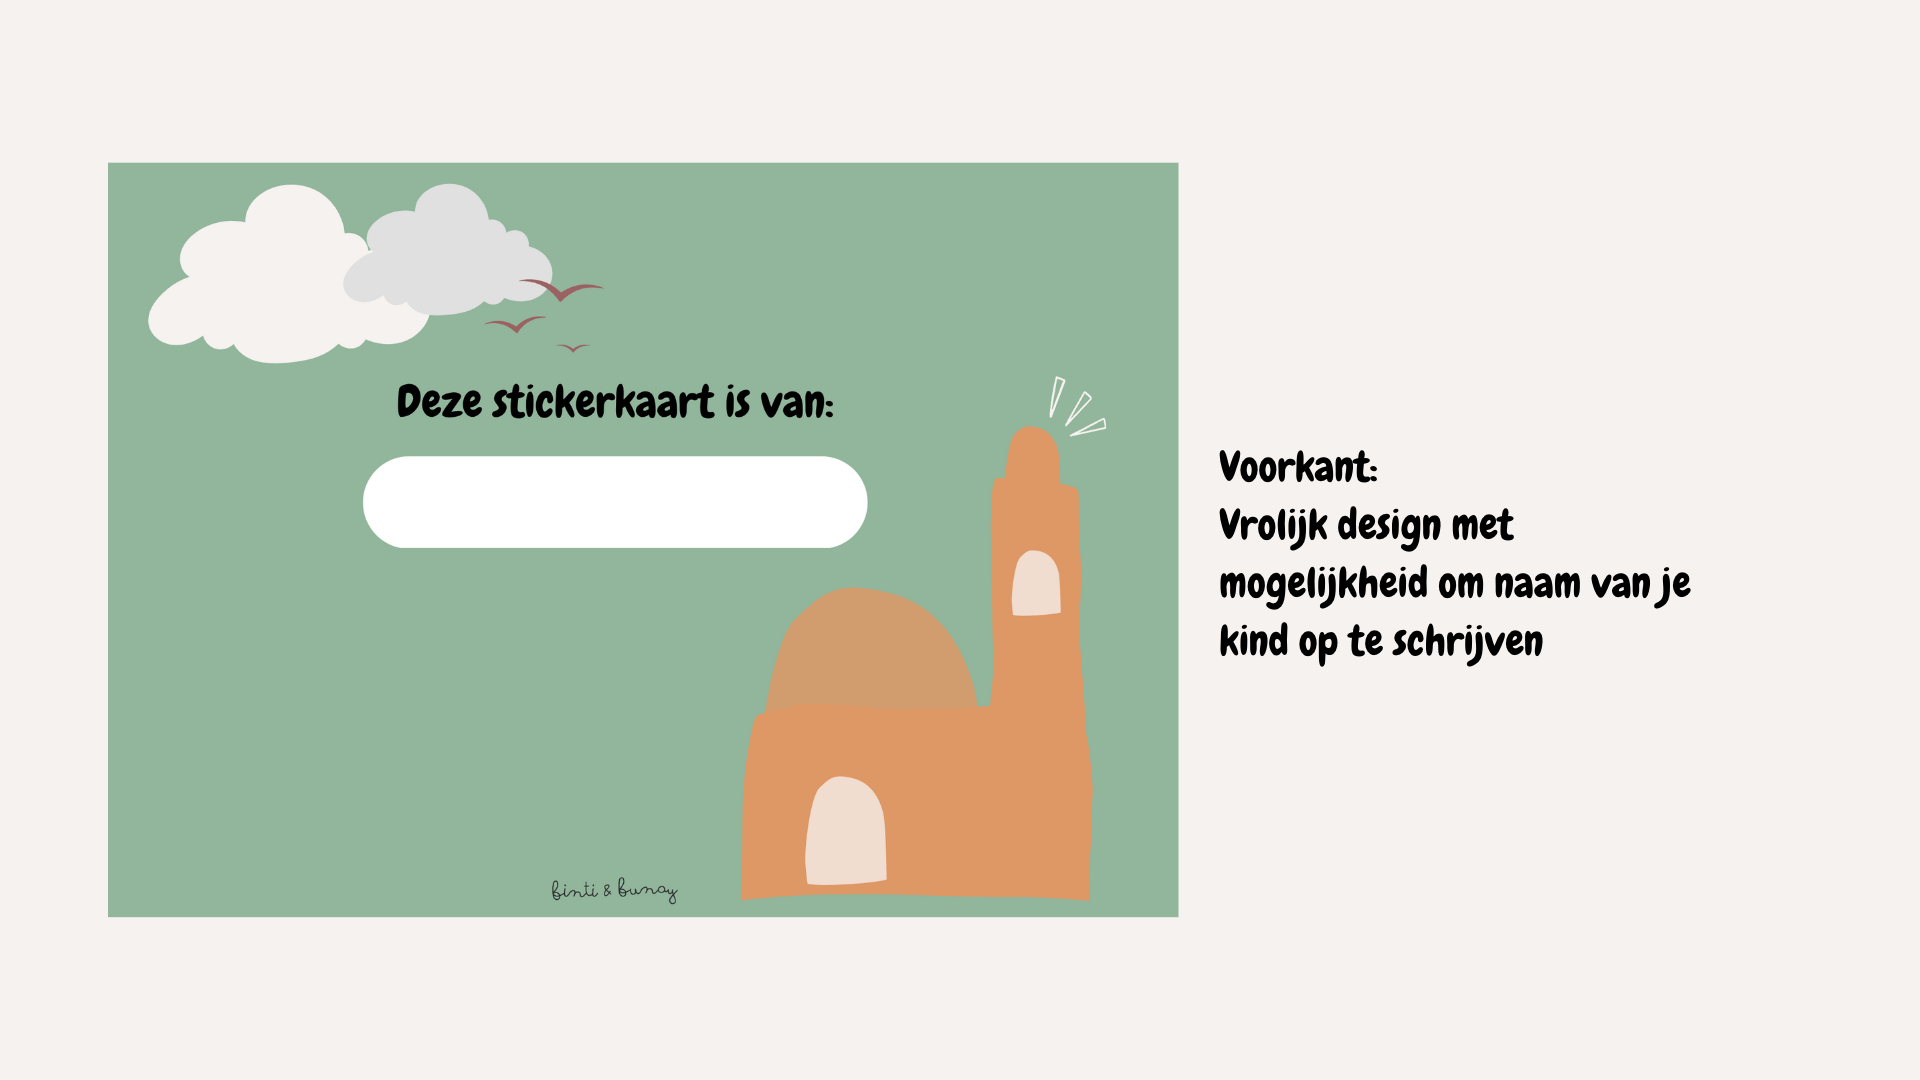 Deze stickerkaart is van:
binti & bunay
Voorkant:
Vrolijk design met
mogelijkheid om naam van je
kind op te schrijven